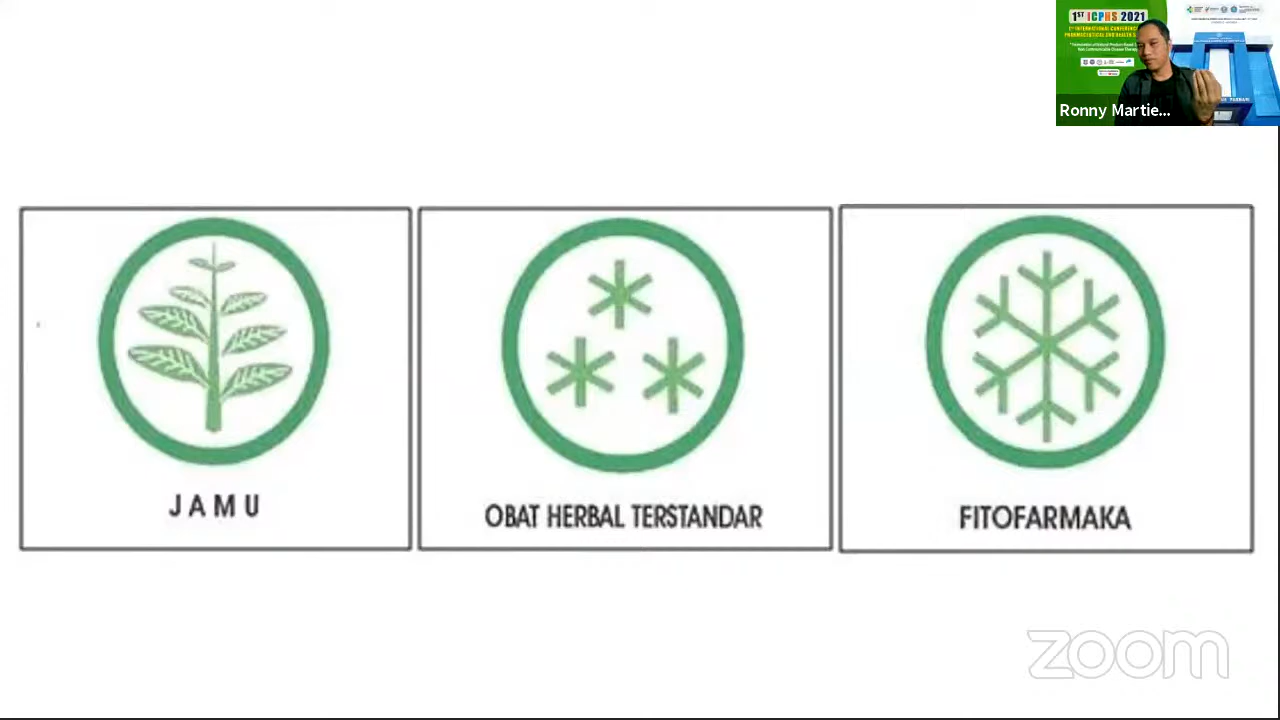 1ST ICPHS 2021
Ronny Martie...
JAMU
OBAT HERBAL TERSTANDAR
FITOFARMAKA
zoom